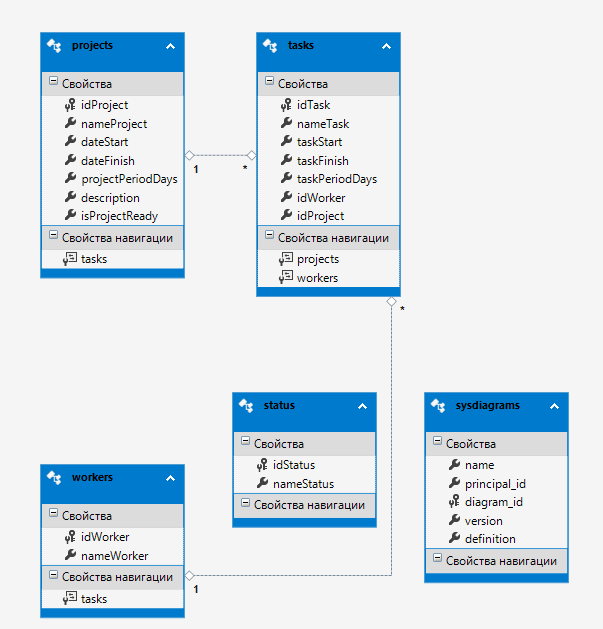 projects
Свойства
idProject
nameProject
dateStart
dateFinish
projectPeriodDays
description
isProjectReady
Свойства навигации
tasks
1
*
tasks
Свойства
idTask
nameTask
taskStart
taskFinish
taskPeriodDays
idWorker
idProject
Свойства навигации
projects
workers
*
status
Свойства
idStatus
nameStatus
Свойства навигации
sysdiagrams
Свойства
name
principal_id
diagram_id
version
definition
Свойства навигации
workers
Свойства
idWorker
nameWorker
Свойства навигации
tasks
1